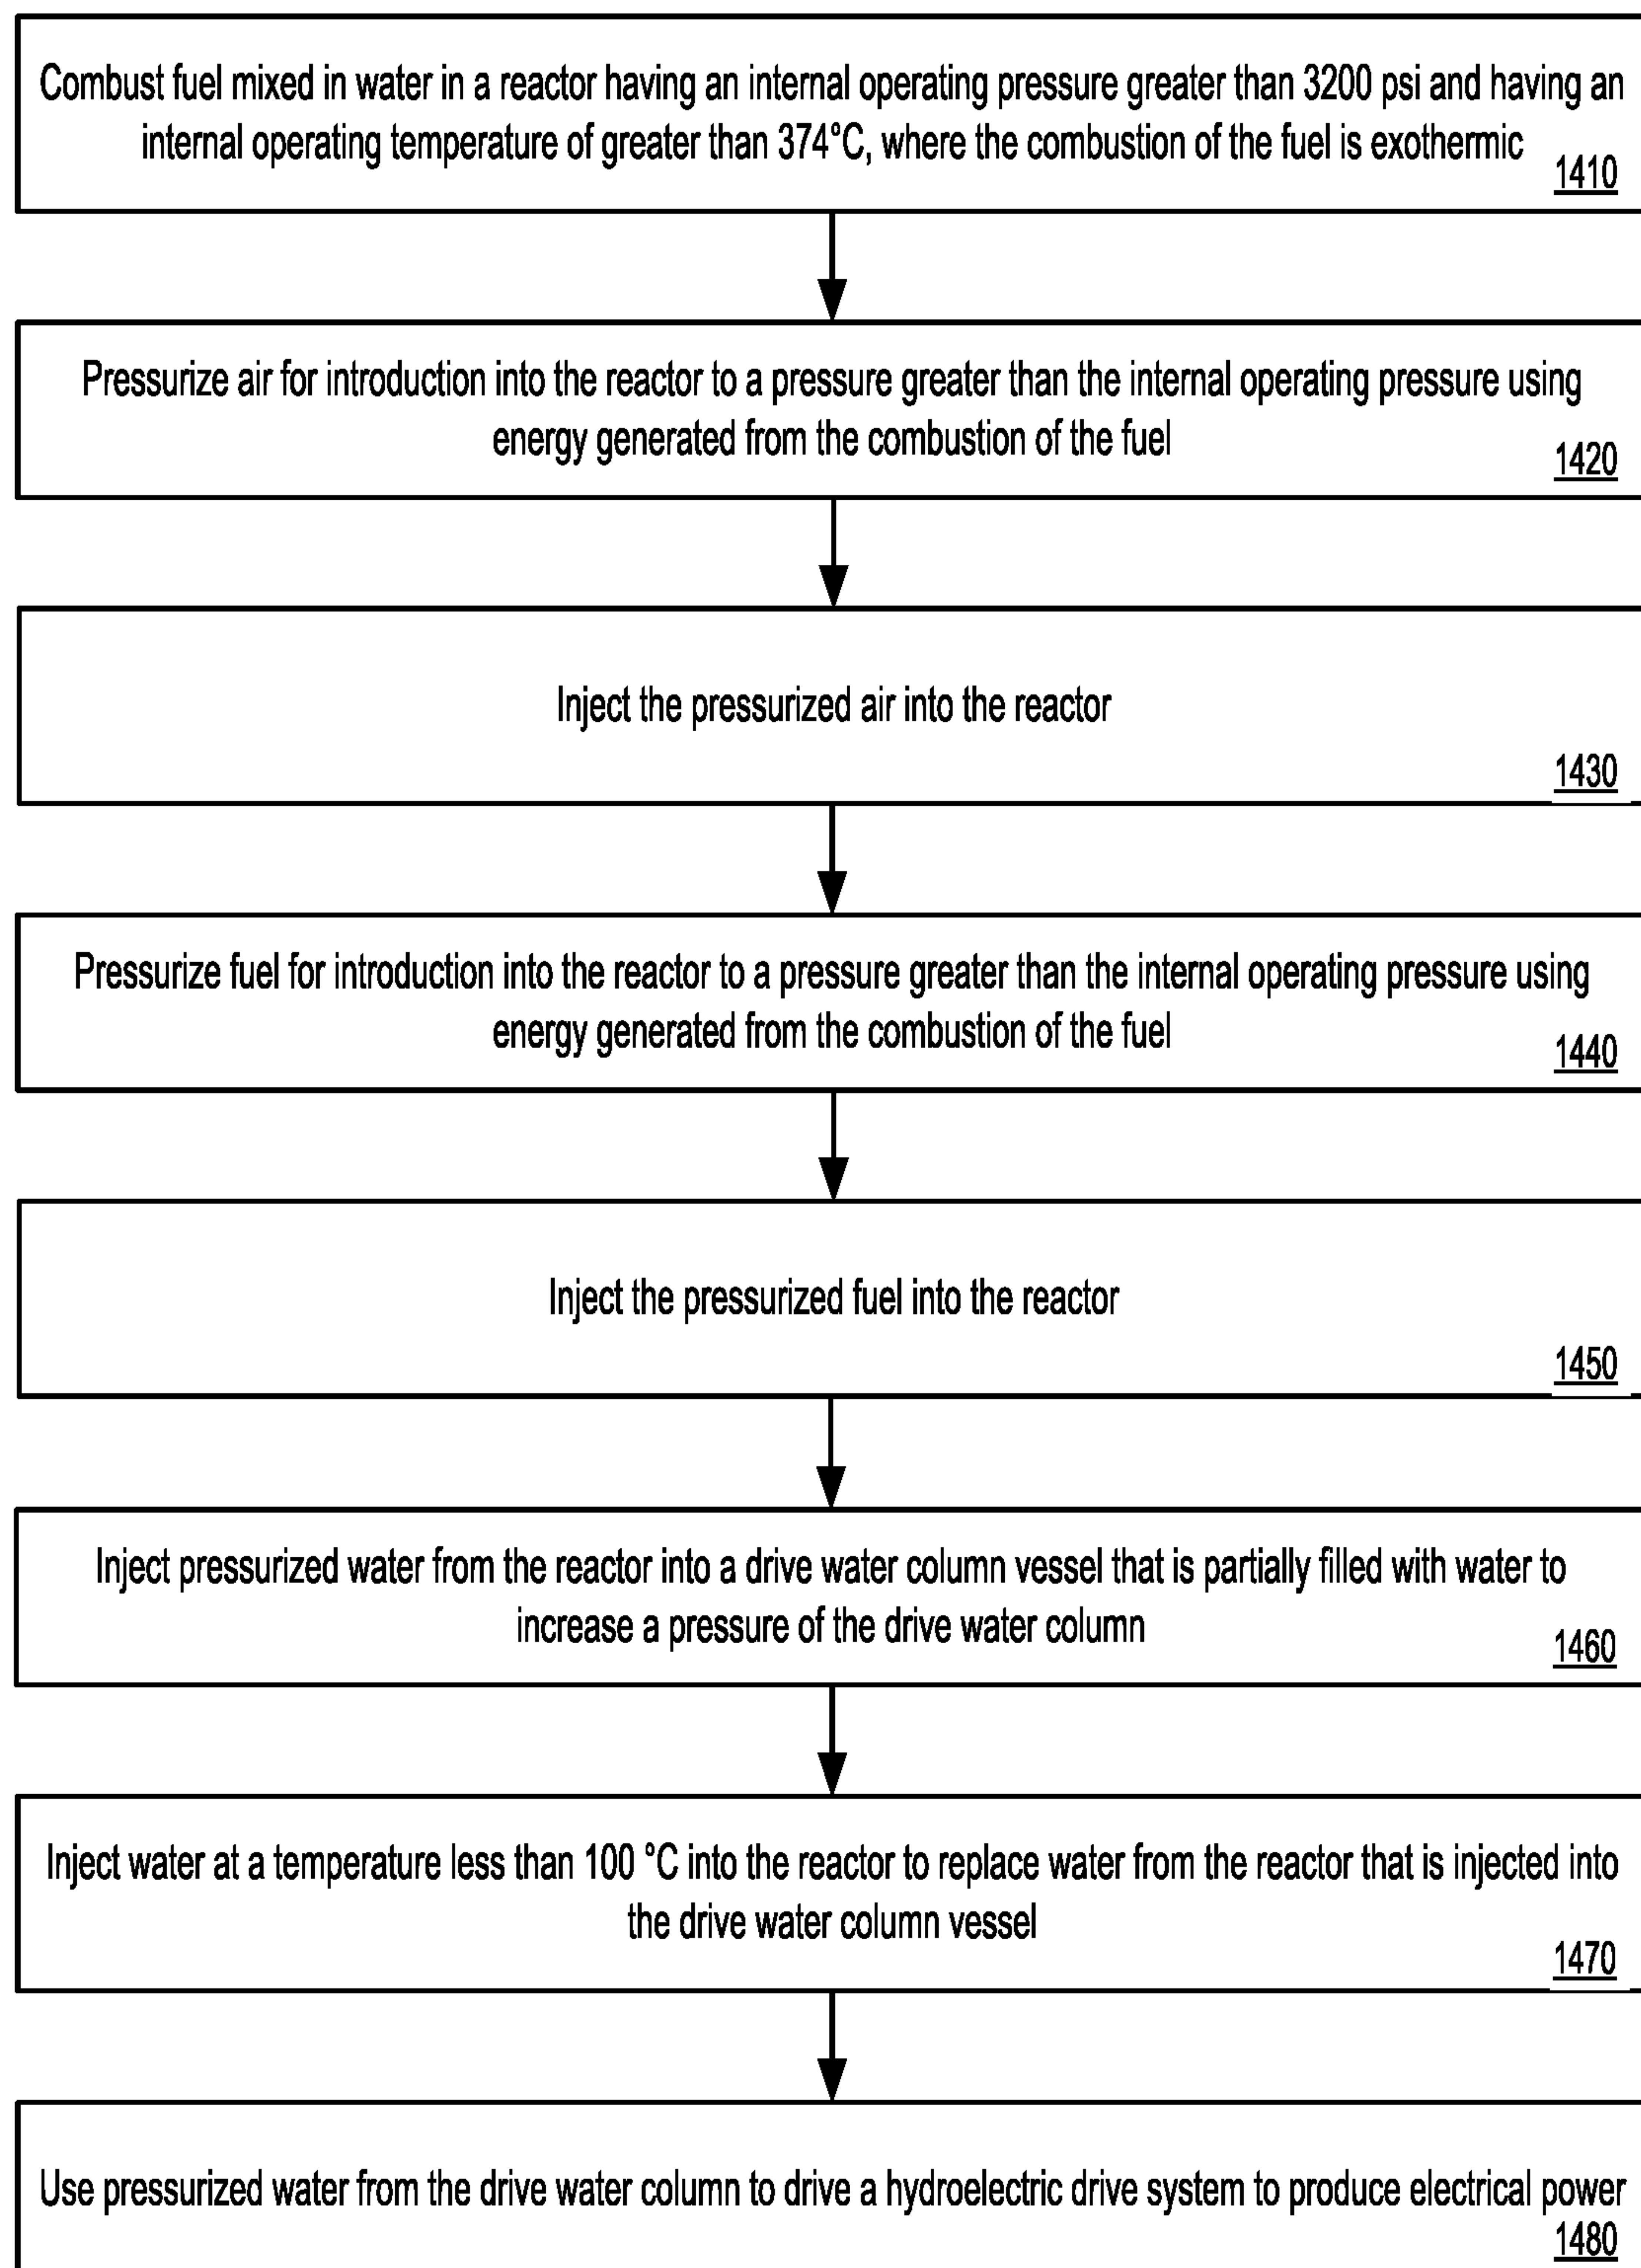 Combust fuel mixed in water in a reactor having an internal operating pressure greater than 3200 psi and having an
internal operating temperature of greater than 374°C, where the combustion of the fuel is exothermic
1410
Pressurize air for introduction into the reactor to a pressure greater than the internal operating pressure using
energy generated from the combustion of the fuel
1420
Inject the pressurized air into the reactor
1430
Pressurize fuel for introduction into the reactor to a pressure greater than the internal operating pressure using
energy generated from the combustion of the fuel
1440
Inject the pressurized fuel into the reactor
1450
Inject pressurized water from the reactor into a drive water column vessel that is partially filled with water to
increase a pressure of the drive water column
1460
Inject water at a temperature less than 100 °C into the reactor to replace water from the reactor that is injected into
the drive water column vessel
1470
Use pressurized water from the drive water column to drive a hydroelectric drive system to produce electrical power
1480